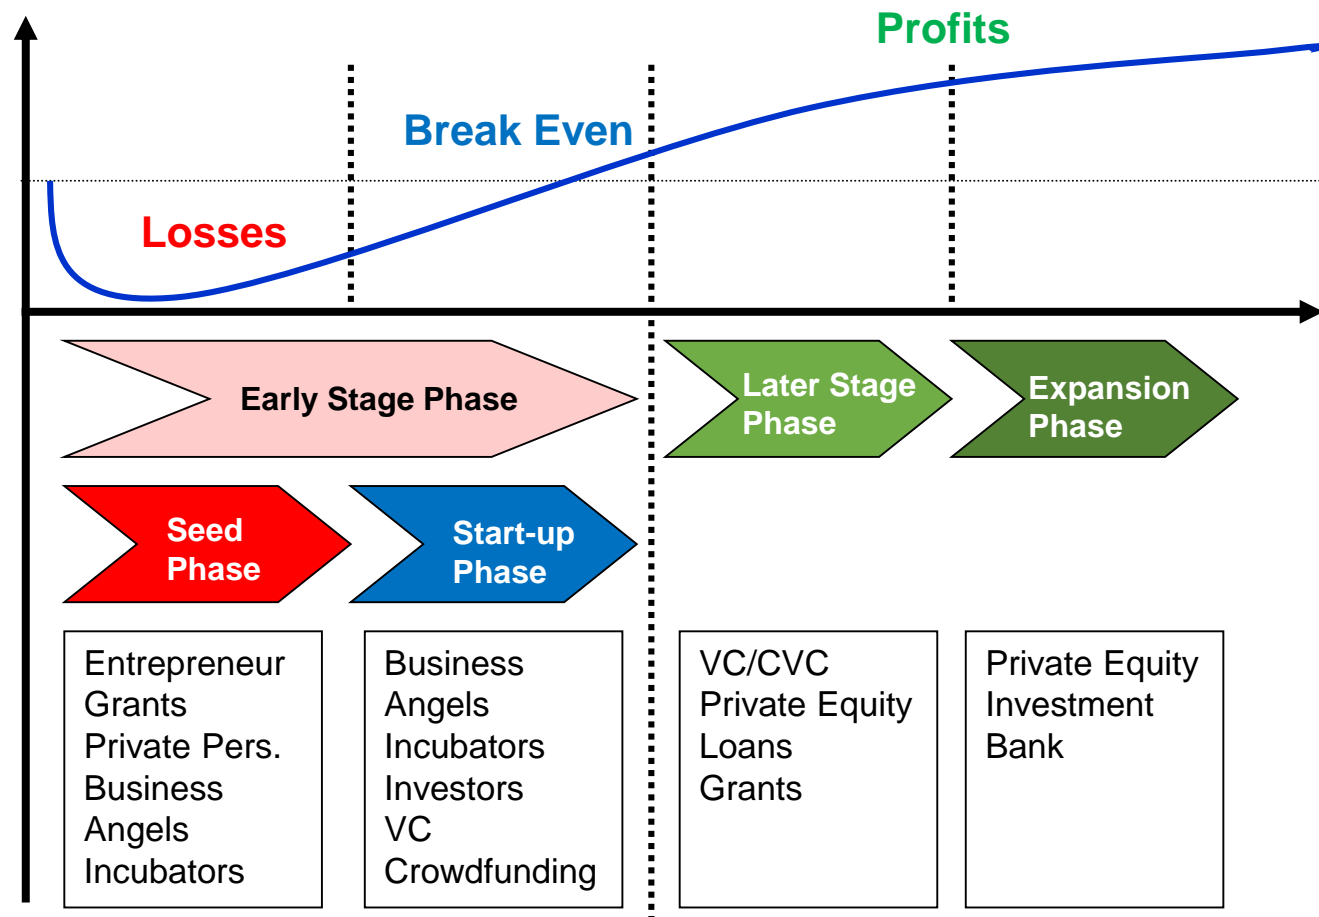 Profits
Break Even
Losses
Early Stage Phase
Later Stage
Phase
Expansion
Phase
Seed
Phase
Start-up
Phase
Entrepreneur
Grants
Private Pers.
Business
Angels
Incubators
Business
Angels
Incubators
Investors
VC
Crowdfunding
VC/CVC
Private Equity
Loans
Grants
Private Equity
Investment
Bank